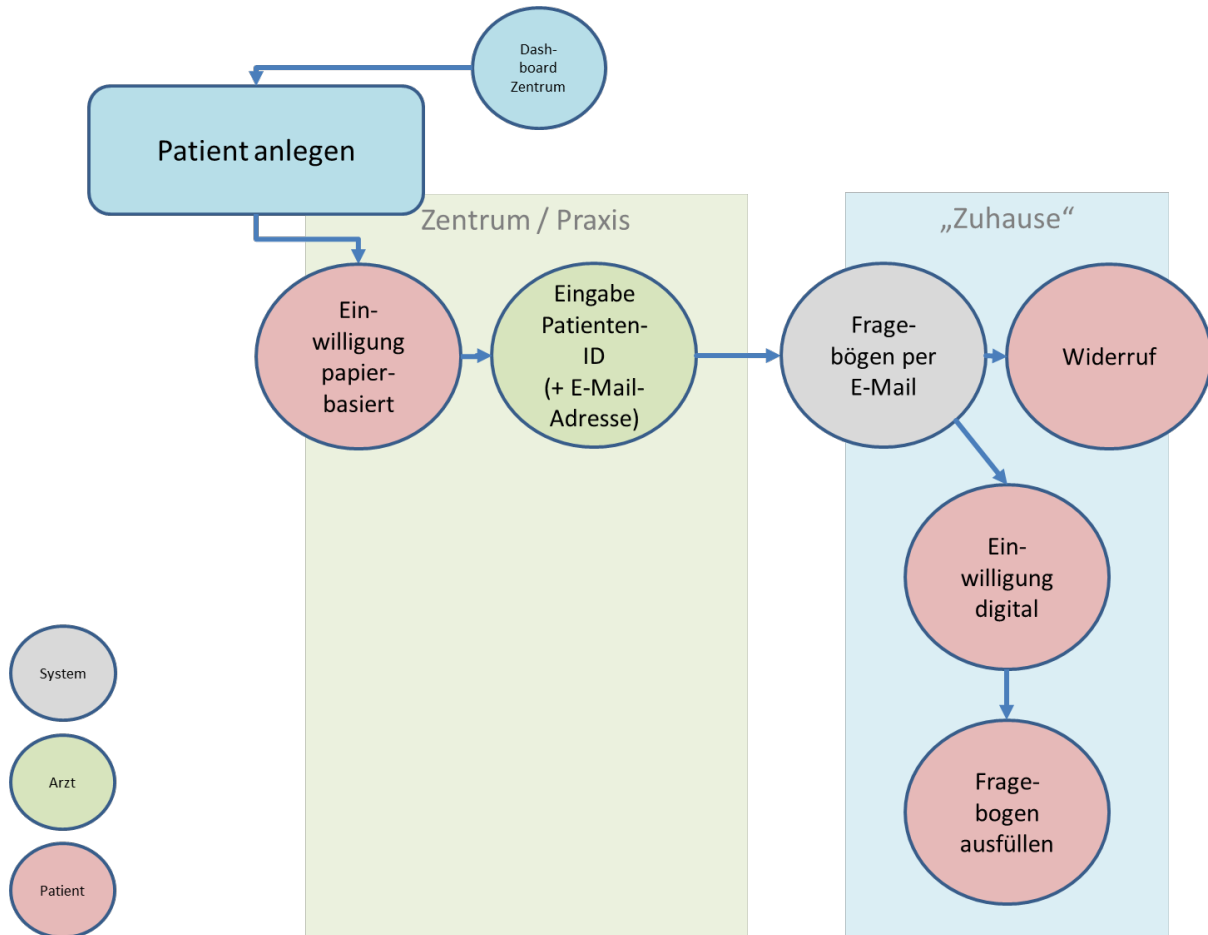 Dash-
board
Zentrum
Patient anlegen
Zentrum / Praxis
„Zuhause“
Ein-
willigung
papier-
basiert
Eingabe
Patienten-
ID
(+ E-Mail-
Adresse)
Frage-
bögen per
E-Mail
Widerruf
Ein-
willigung
digital
Frage-
bogen
ausfüllen
System
Arzt
Patient